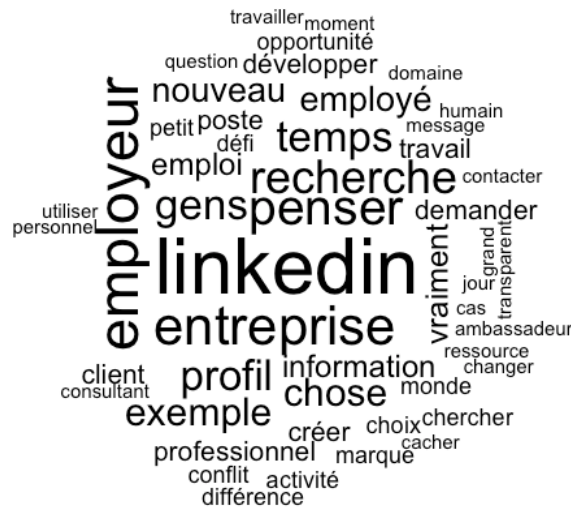 travailler
moment
opportunité
question
développer
domaine
nouveau
employé
humain
petit
poste
temps
message
défi
travail
emploi
recherche
contacter
employeur
utiliser
personnel
gens
penser
demander
linkedin
vraiment
grand
transparent
jour
cas
entreprise
ambassadeur
ressource
changer
client
consultant
profil
information
chose
monde
exemple
créer
choix
chercher
cacher
professionnel
marque
conflit
activité
différence